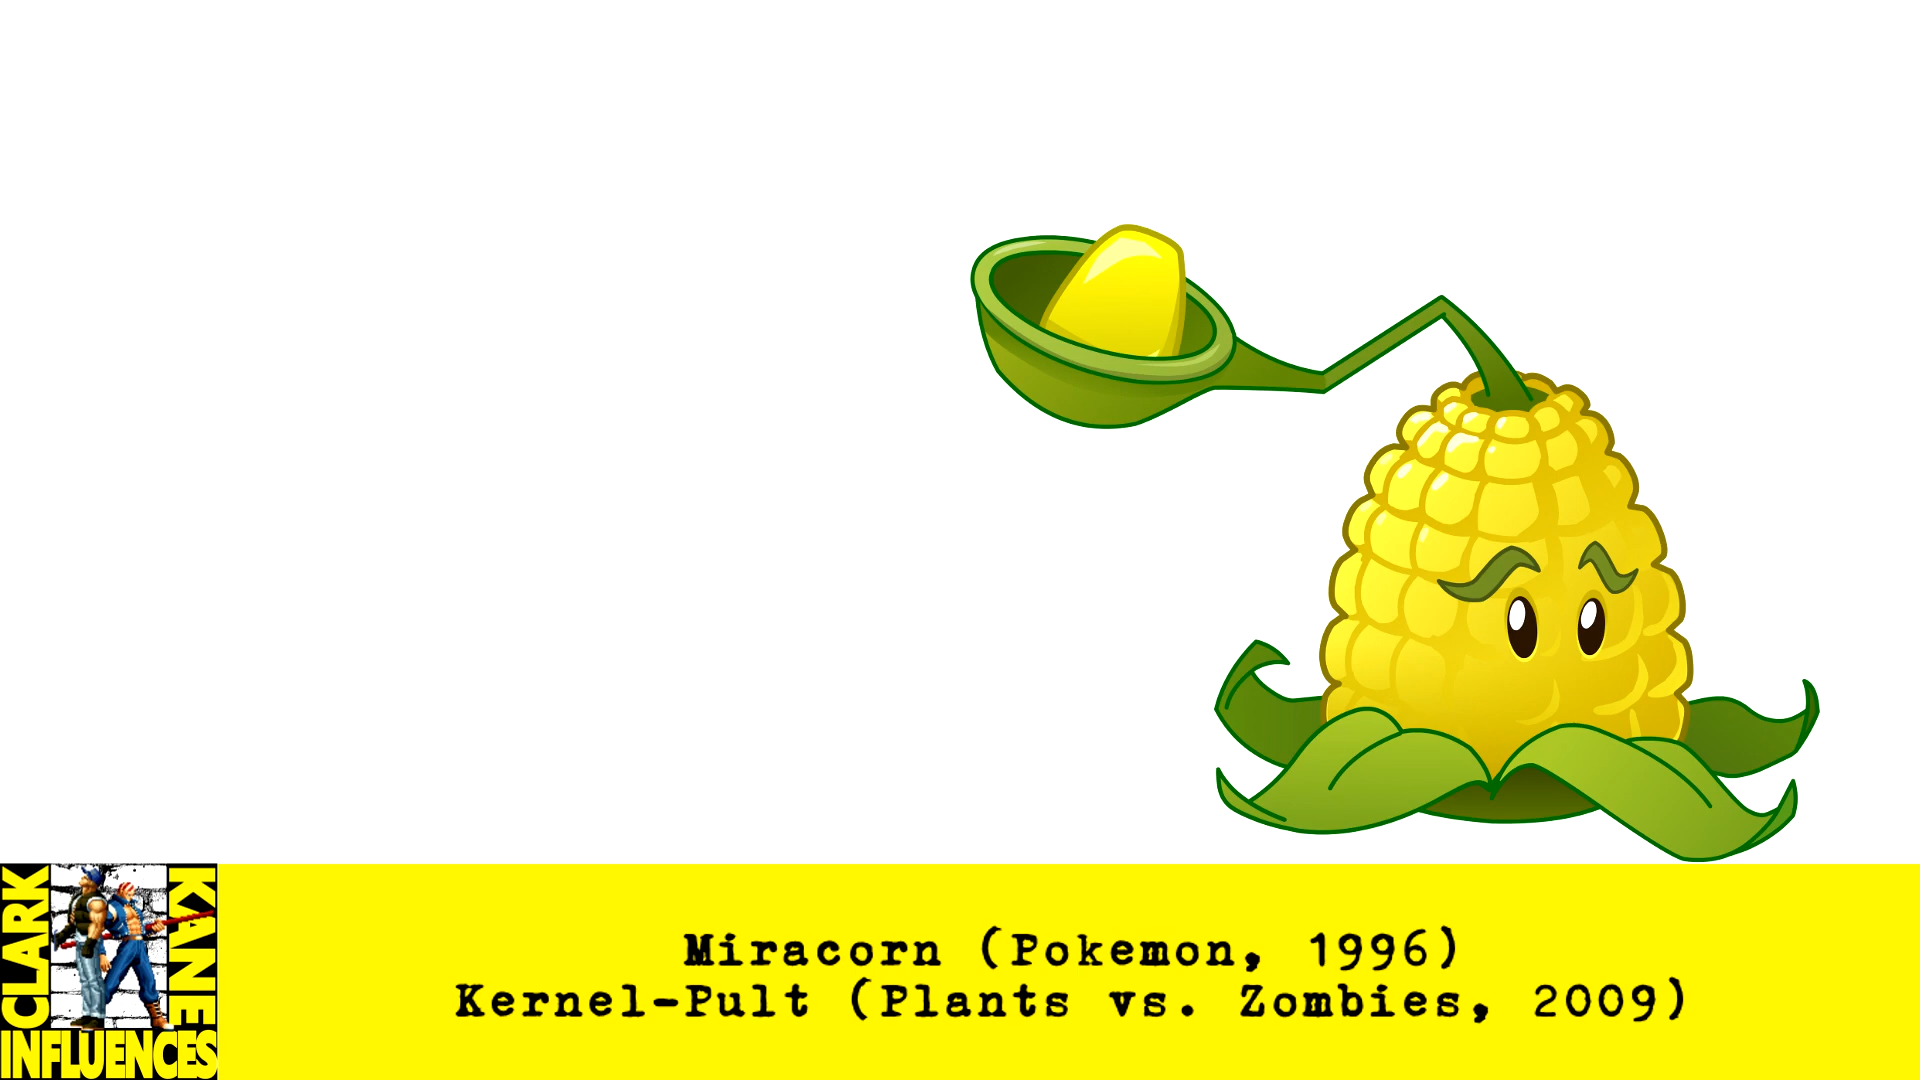 CLARK
KANE
INFLUENCES
Miracorn (Pokemon, 1996)
Kernel-Pult (Plants vs. Zombies, 2009)